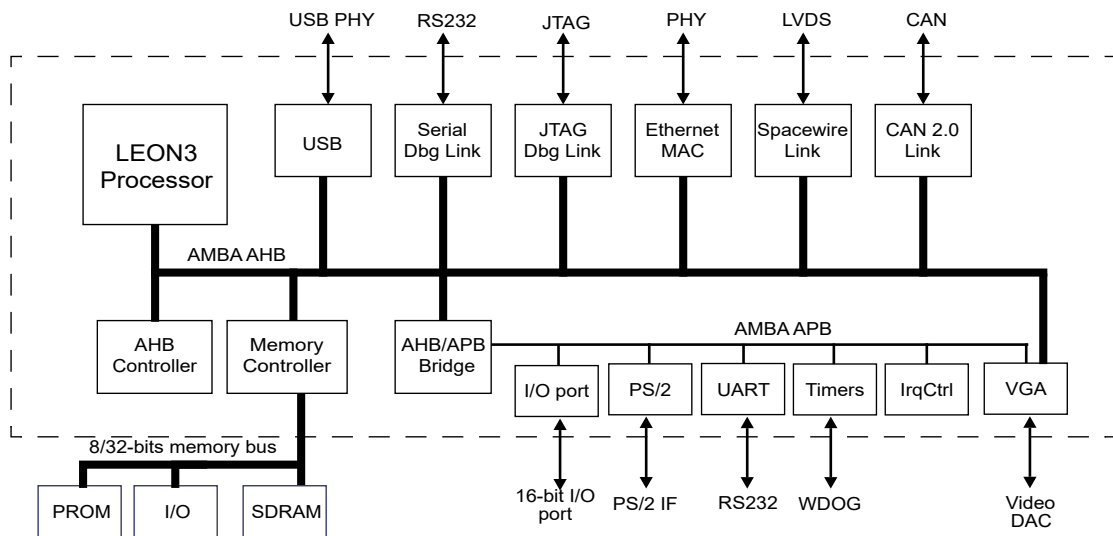 USB PHY
RS232
JTAG
PHY
LVDS
CAN
LEON3
Processor
USB
Serial
Dbg Link
JTAG
Dbg Link
Ethernet
MAC
Spacewire
Link
CAN 2.0
Link
AMBA AHB
AHB
Controller
Memory
Controller
AHB/APB
Bridge
AMBA APB
I/O port
PS/2
UART
Timers
IrqCtrl
VGA
8/32-bits memory bus
PROM
I/O
SDRAM
16-bit I/O
port
PS/2 IF
RS232
WDOG
Video
DAC